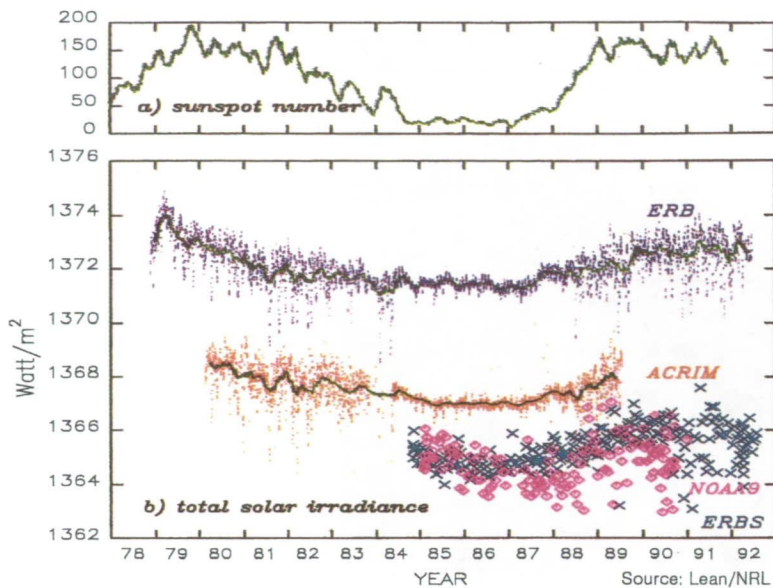 200
150
100
50
0
a) sunspot number
1376
1374
1372
1370
1368
1366
1364
1362
Watt/m²
ERB
ACRIM
NOAA9
ERBS
b) total solar irradiance
78 79 80 81 82 83 84 85 86 87 88 89 90 91 92
YEAR
Source: Lean/NRL